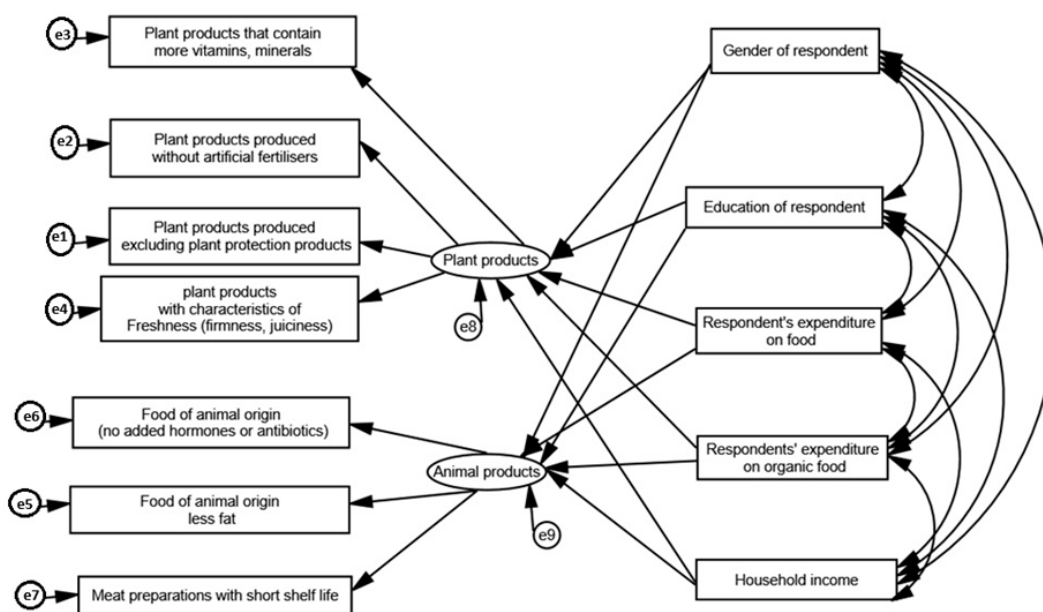 e3
Plant products that contain
more vitamins, minerals
e2
Plant products produced
without artificial fertilisers
e1
Plant products produced
excluding plant protection products
e4
plant products
with characteristics of
Freshness (firmness, juiciness)
e6
Food of animal origin
(no added hormones or antibiotics)
e5
Food of animal origin
less fat
e7
Meat preparations with short shelf life
Plant products
e8
Animal products
e9
Gender of respondent
Education of respondent
Respondent's expenditure
on food
Respondents' expenditure
on organic food
Household income